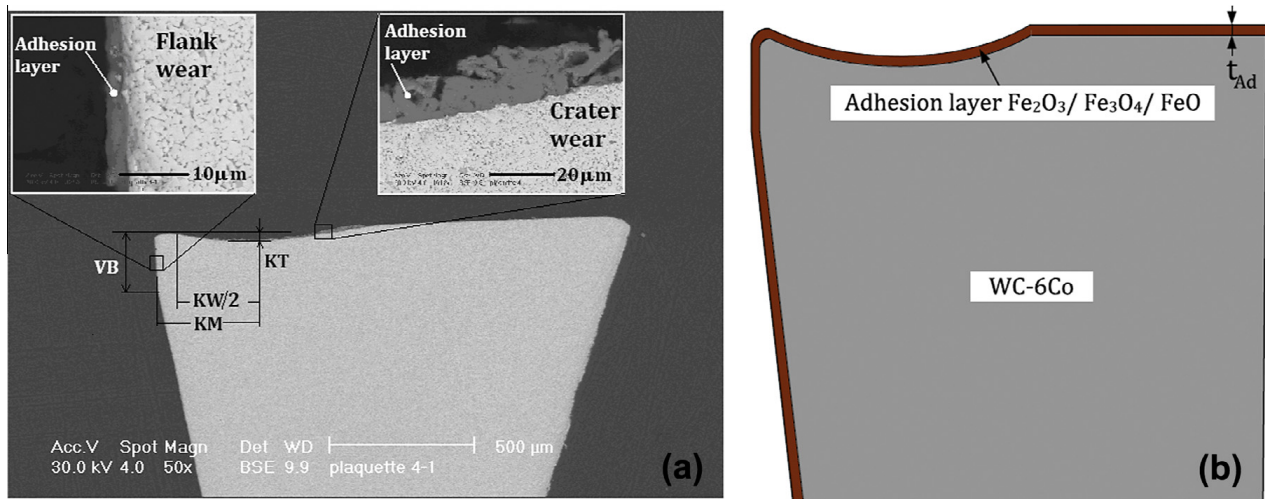 Adhesion
layer
Flank
wear
10µm
Adhesion
layer
Crater
wear
20µm
VB
KT
KW/2
KM
Acc.V Spot Magn Det WD
500 µm
30.0 kV 4.0 50x BSE 9.9 plaquette 4-1
(a)
t_Ad
Adhesion layer Fe₂O₃/ Fe₃O₄/ FeO
WC-6Co
(b)